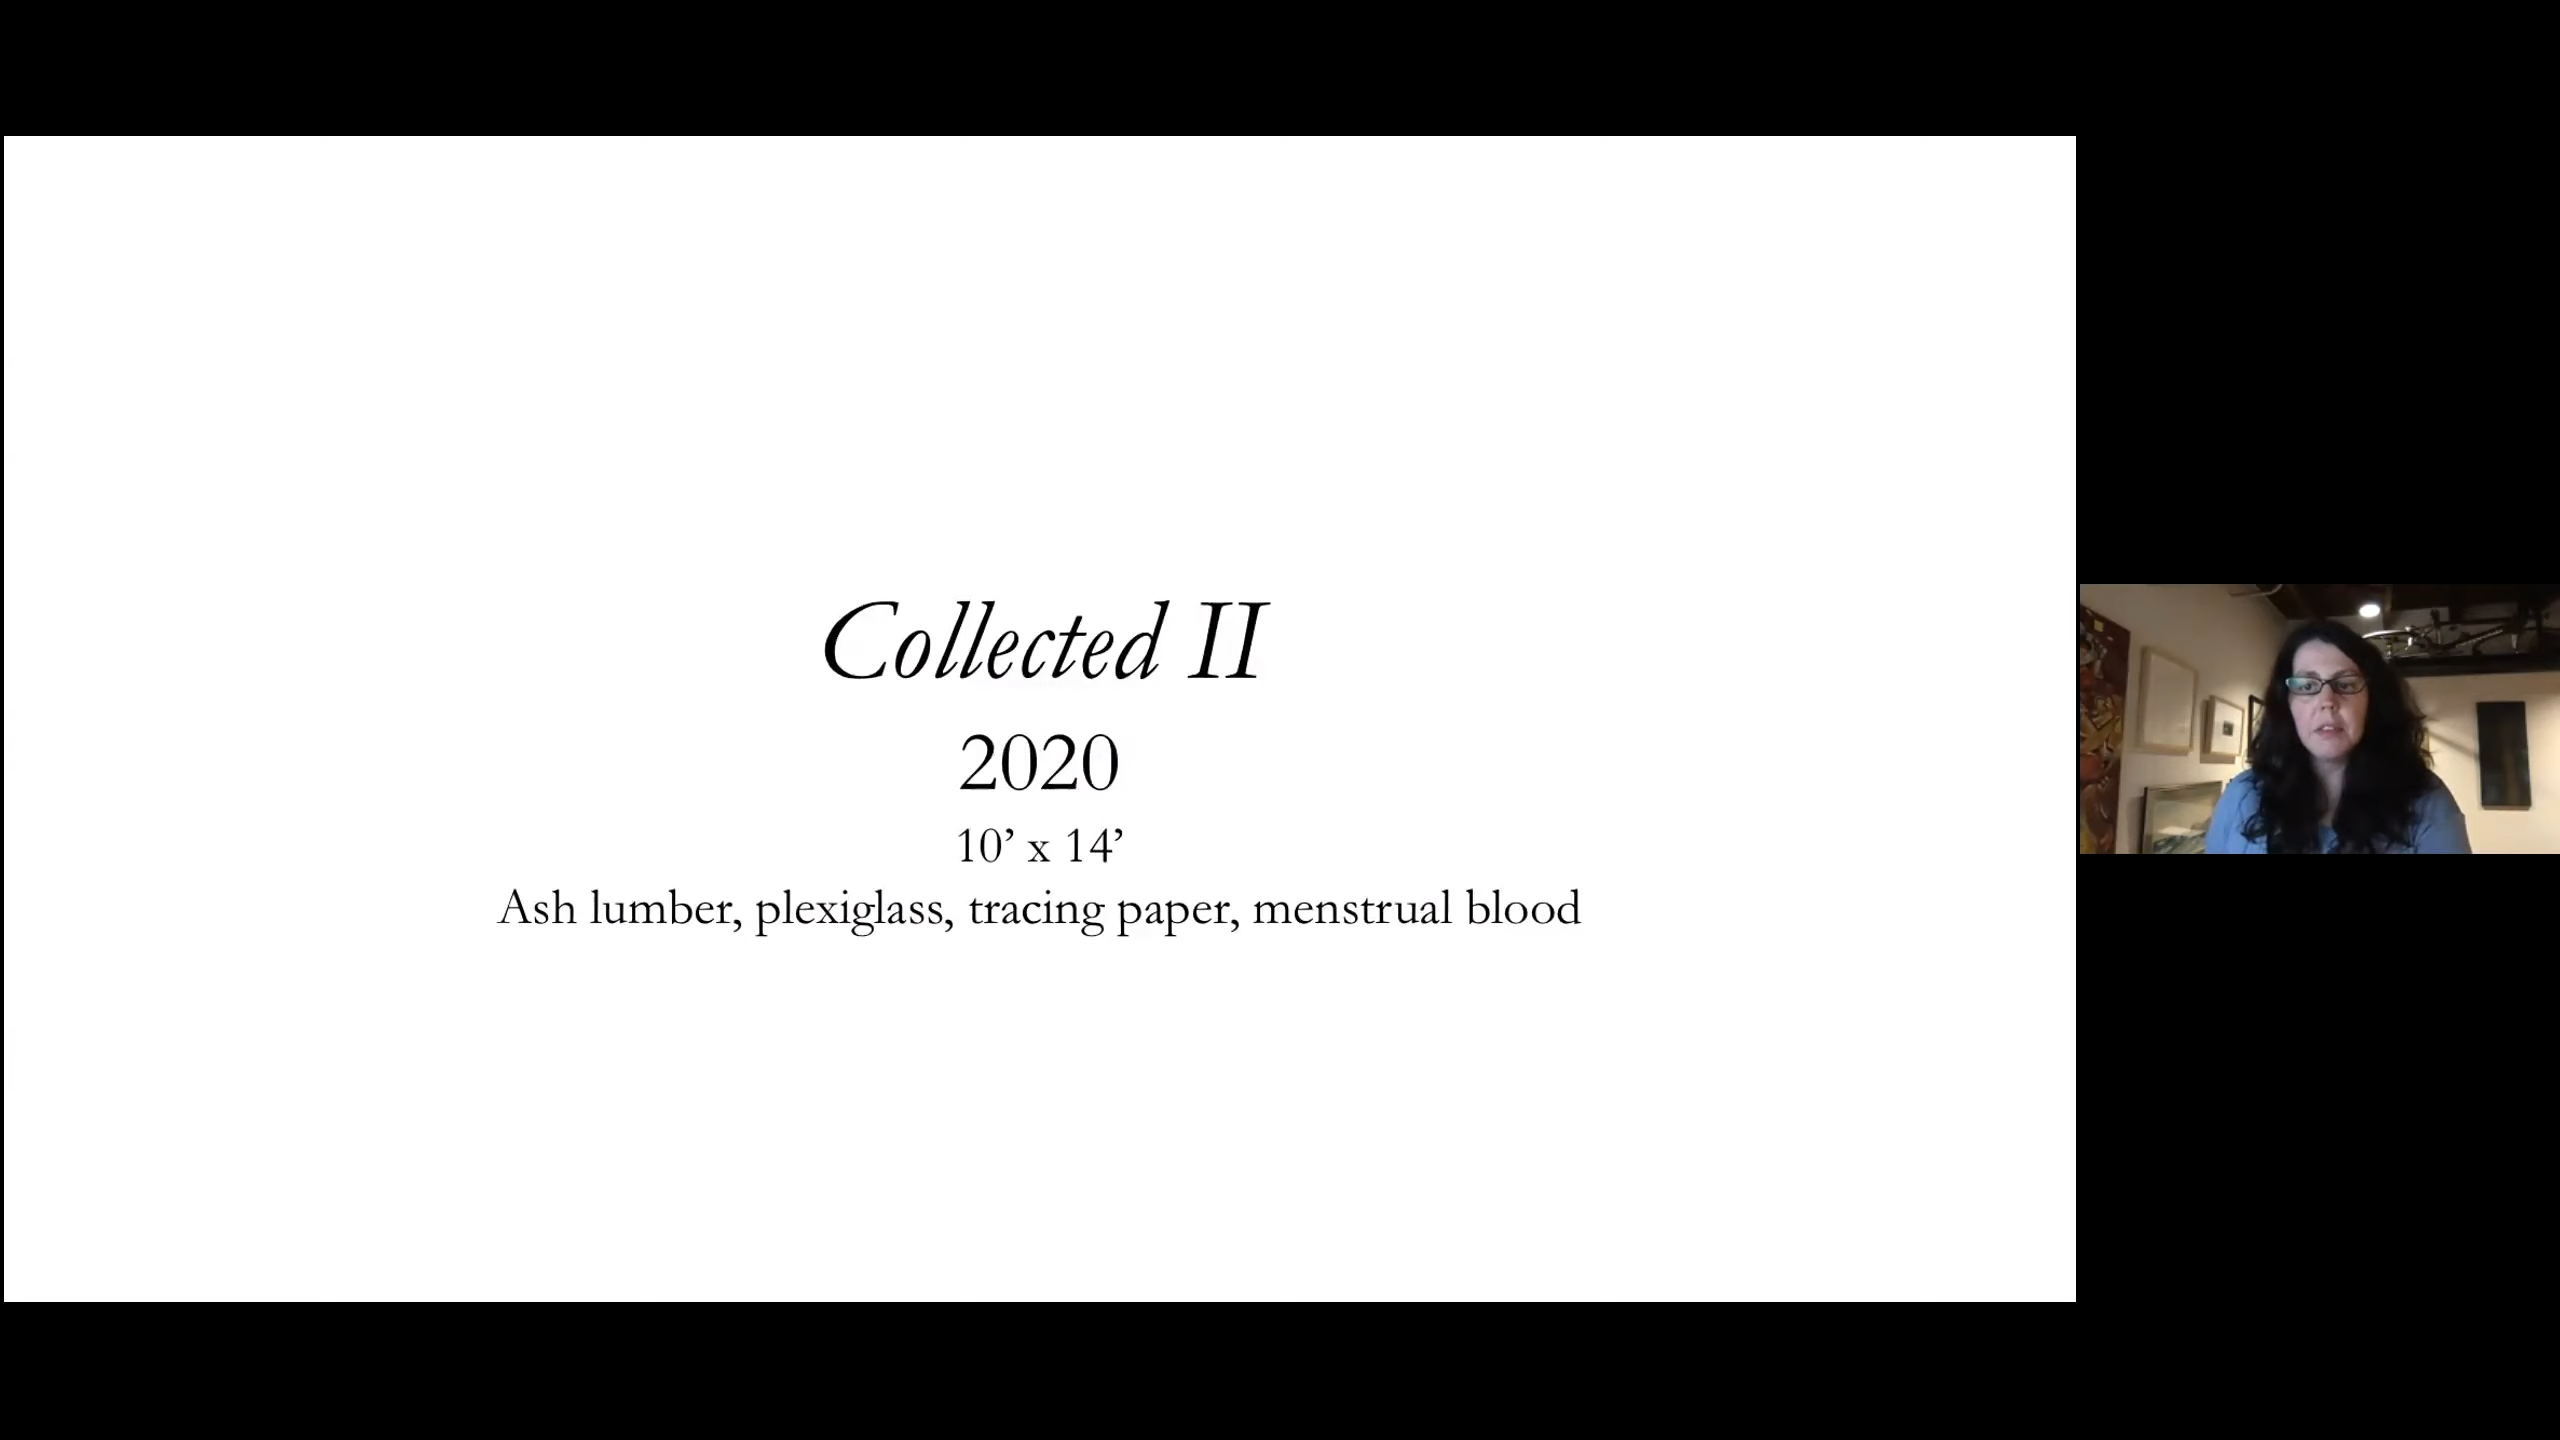 Collected II
2020
10’ x 14’
Ash lumber, plexiglass, tracing paper, menstrual blood